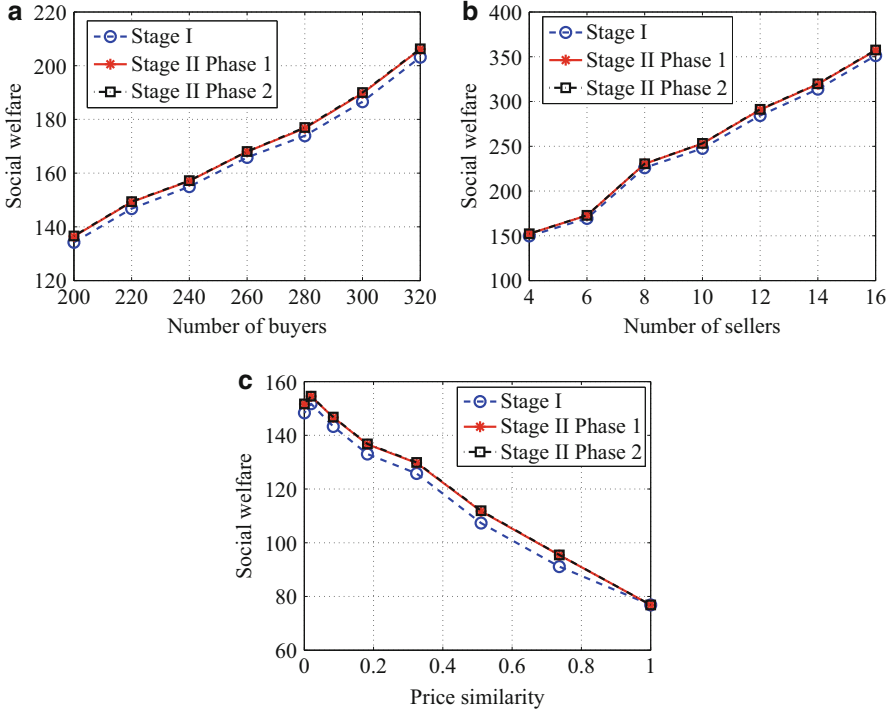 a
Stage I
Stage II Phase 1
Stage II Phase 2
220
200
180
160
140
120
Social welfare
200 220 240 260 280 300 320
Number of buyers
b
Stage I
Stage II Phase 1
Stage II Phase 2
400
350
300
250
200
150
100
Social welfare
4 6 8 10 12 14 16
Number of sellers
c
Stage I
Stage II Phase 1
Stage II Phase 2
160
140
120
100
80
60
Social welfare
0 0.2 0.4 0.6 0.8 1
Price similarity